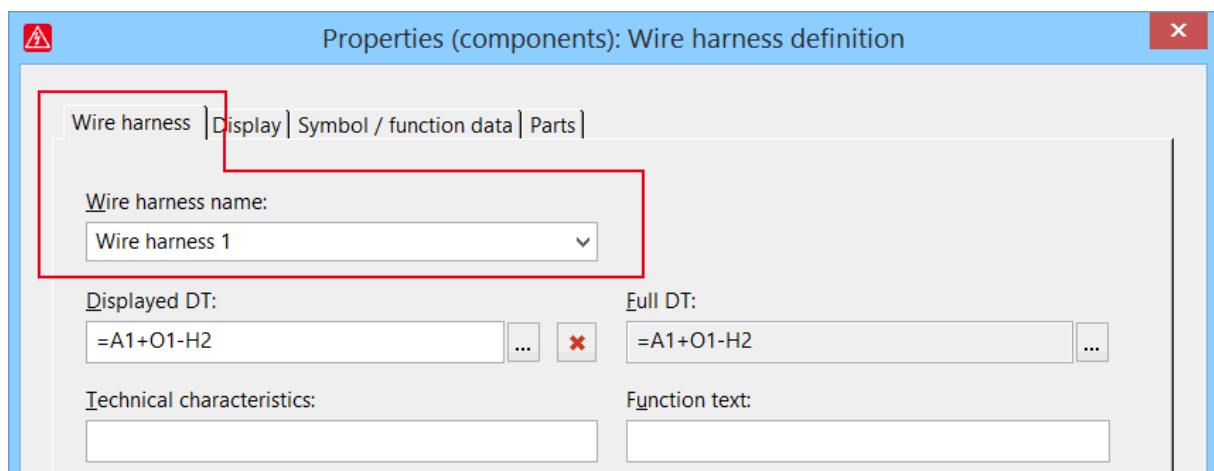 Properties (components): Wire harness definition
Wire harness Display Symbol / function data Parts
Wire harness name:
Wire harness 1
Displayed DT: Full DT:
=A1+O1-H2 ... =A1+O1-H2 ...
Technical characteristics: Function text: